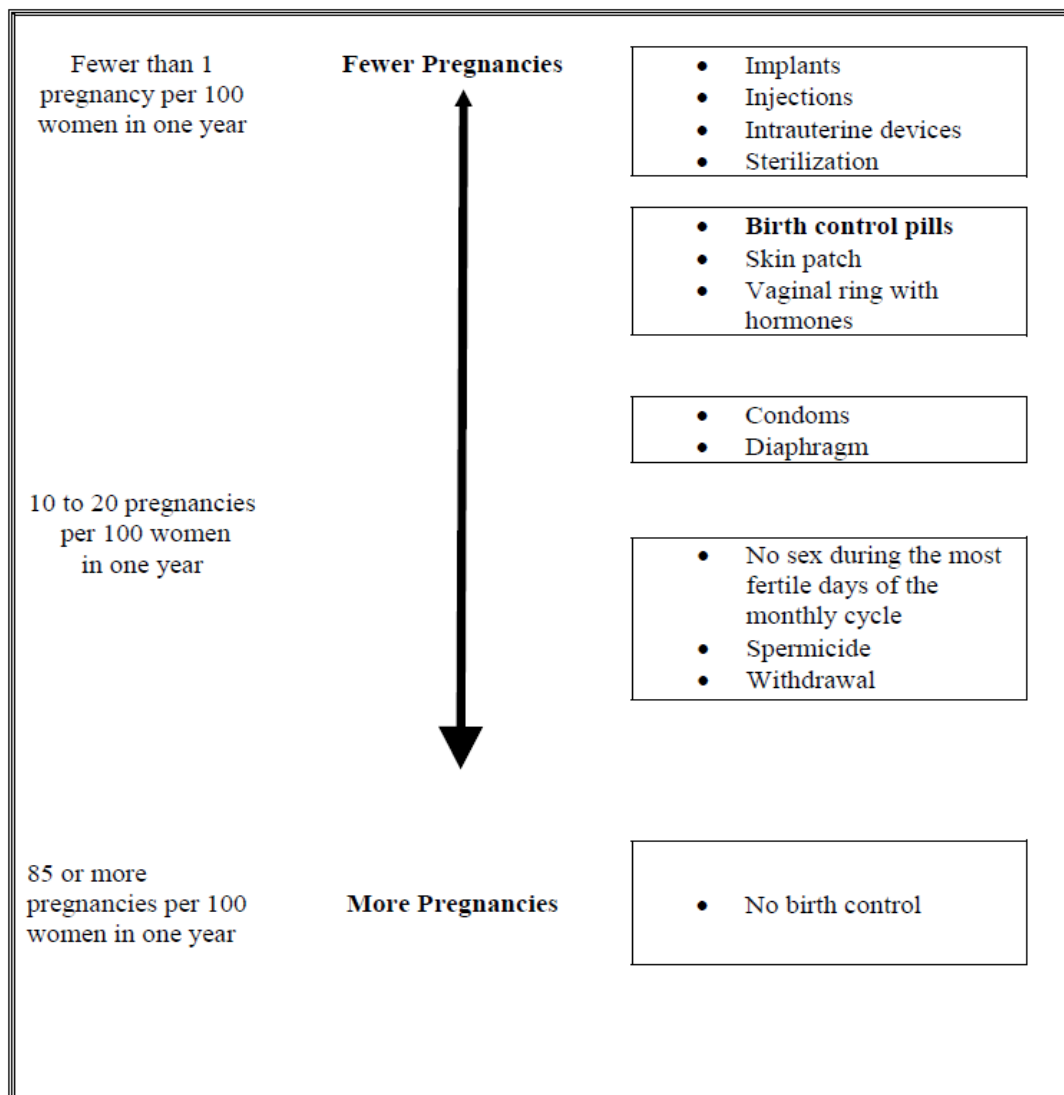 Fewer than 1
pregnancy per 100
women in one year
Fewer Pregnancies
• Implants
• Injections
• Intrauterine devices
• Sterilization
• Birth control pills
• Skin patch
• Vaginal ring with
hormones
• Condoms
• Diaphragm
10 to 20 pregnancies
per 100 women
in one year
• No sex during the most
fertile days of the
monthly cycle
• Spermicide
• Withdrawal
85 or more
pregnancies per 100
women in one year
More Pregnancies
• No birth control